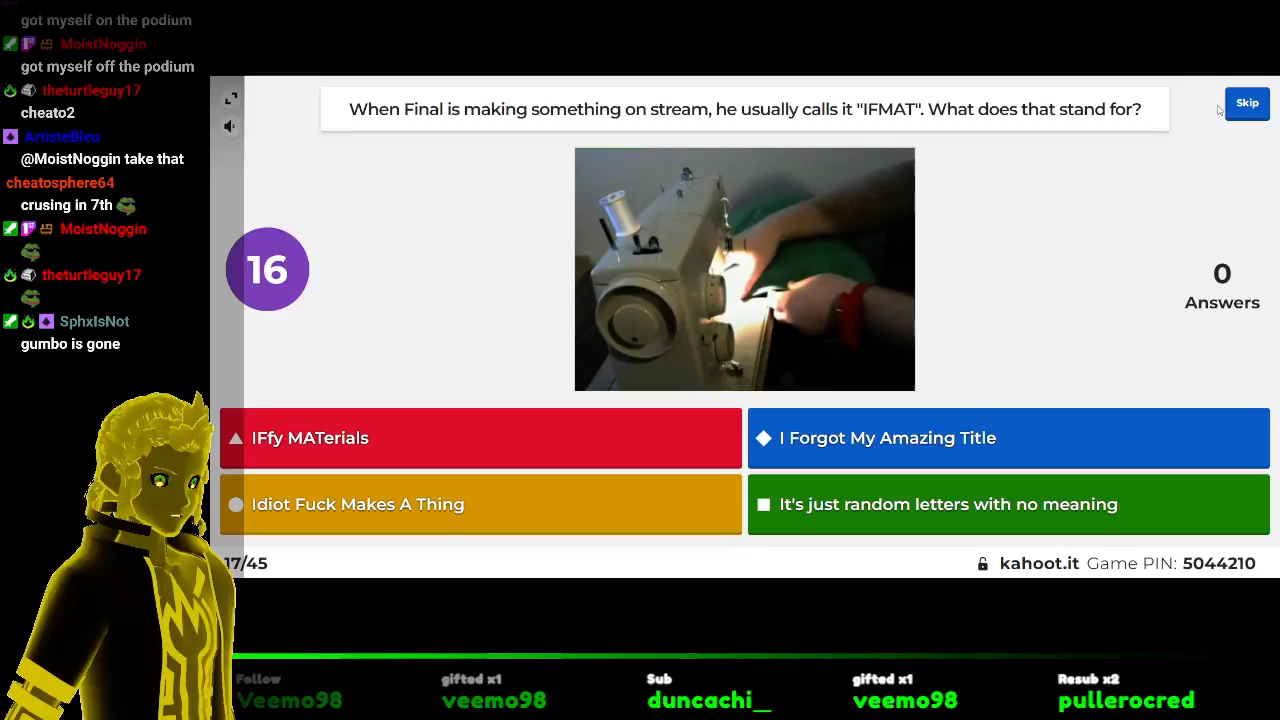 got myself on the podium
MoistNoggin
got myself off the podium
theturtleguy17
cheato2
ArtisteBleu
@MoistNoggin take that
cheatosphere64
crusing in 7th
MoistNoggin
theturtleguy17
SphxIsNot
gumbo is gone
When Final is making something on stream, he usually calls it "IFMAT". What does that stand for?
Skip
16
0
Answers
IFfy MATerials
I Forgot My Amazing Title
Idiot Fuck Makes A Thing
It's just random letters with no meaning
17/45
kahoot.it Game PIN: 5044210
Follow
Veemo98
gifted x1
veemo98
Sub
duncachi_
gifted x1
veemo98
Resub x2
pullerocred